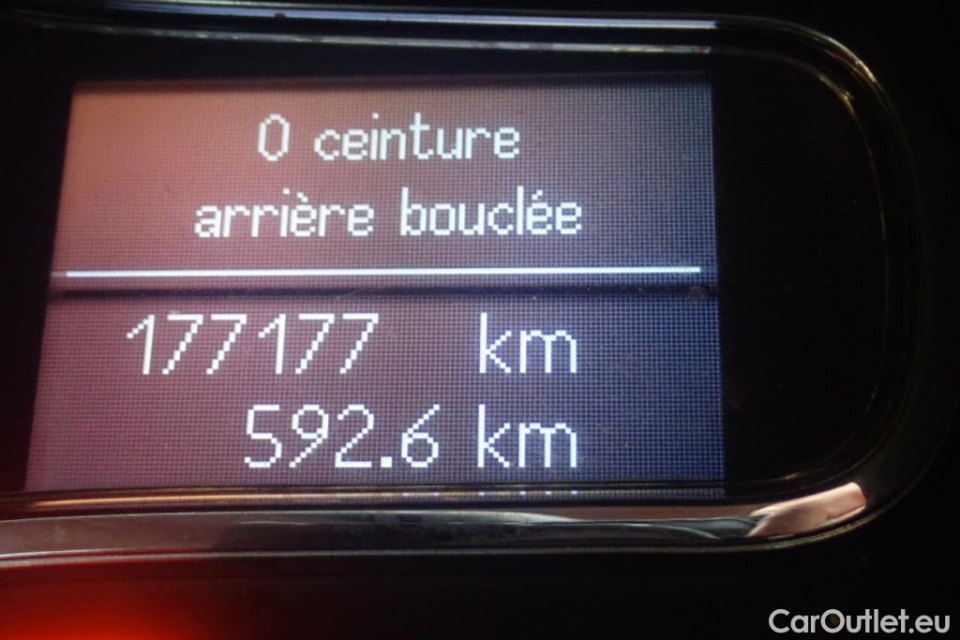 0 ceinture
arrière bouclée
177177 km
592.6 km
CarOutlet.eu